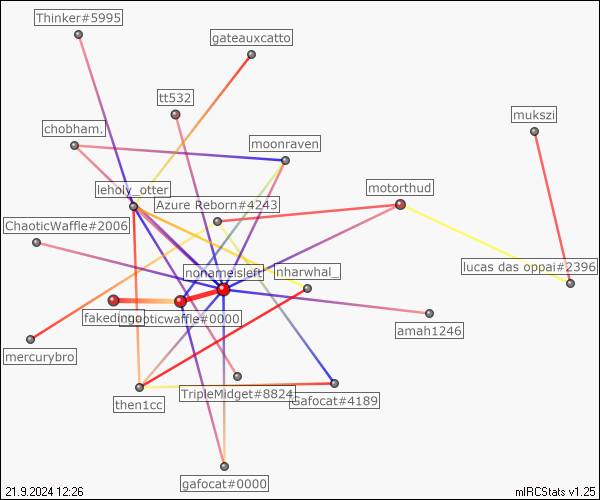 Thinker#5995
gateauxcatto
tt532
mukszi
chobham.
moonraven
motorthud
leholy_otter
Azure Reborn#4243
ChaoticWaffle#2006
nonameisleft
nharwhal_
lucas das oppai#2396
fakedingo
chaoticwaffle#0000
amah1246
mercurybro
TripleMidget#8824
Gafocat#4189
then1cc
gafocat#0000
21.9.2024 12:26
mIRCStats v1.25